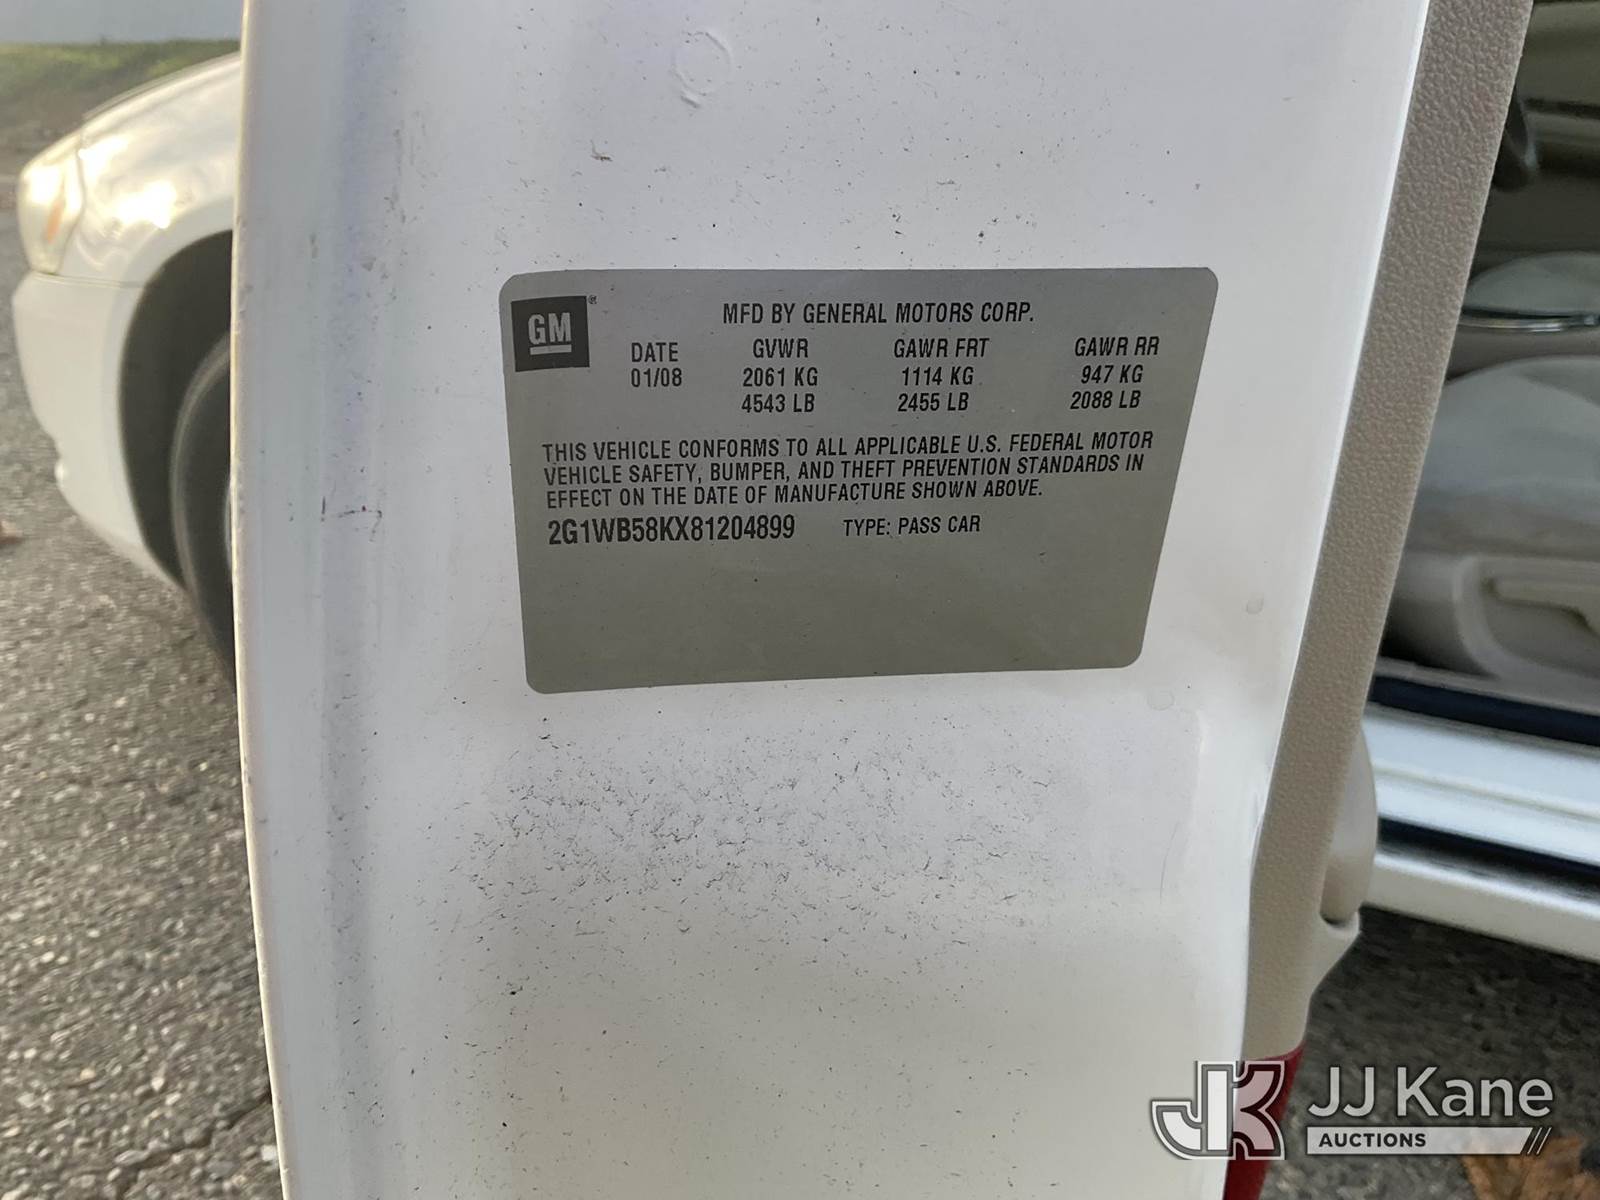 GM ®
MFD BY GENERAL MOTORS CORP.
DATE GVWR GAWR FRT GAWR RR
01/08 2061 KG 1114 KG 947 KG
4543 LB 2455 LB 2088 LB
THIS VEHICLE CONFORMS TO ALL APPLICABLE U.S. FEDERAL MOTOR
VEHICLE SAFETY, BUMPER, AND THEFT PREVENTION STANDARDS IN
EFFECT ON THE DATE OF MANUFACTURE SHOWN ABOVE.
2G1WB58KX81204899 TYPE: PASS CAR
JK JJ Kane
AUCTIONS